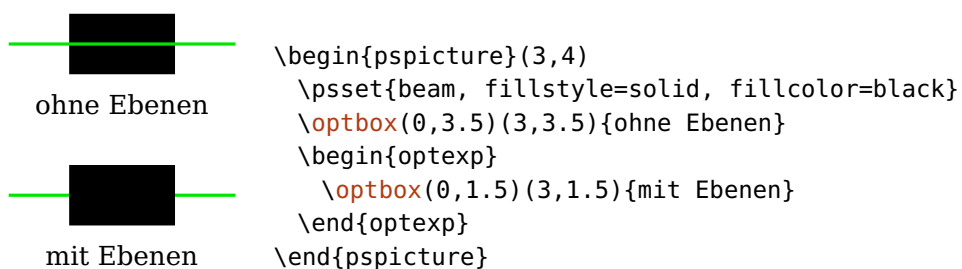 ohne Ebenen
mit Ebenen
\begin{pspicture}(3,4)
  \psset{beam, fillstyle=solid, fillcolor=black}
  \optbox(0,3.5)(3,3.5){ohne Ebenen}
  \begin{optexp}
    \optbox(0,1.5)(3,1.5){mit Ebenen}
  \end{optexp}
\end{pspicture}